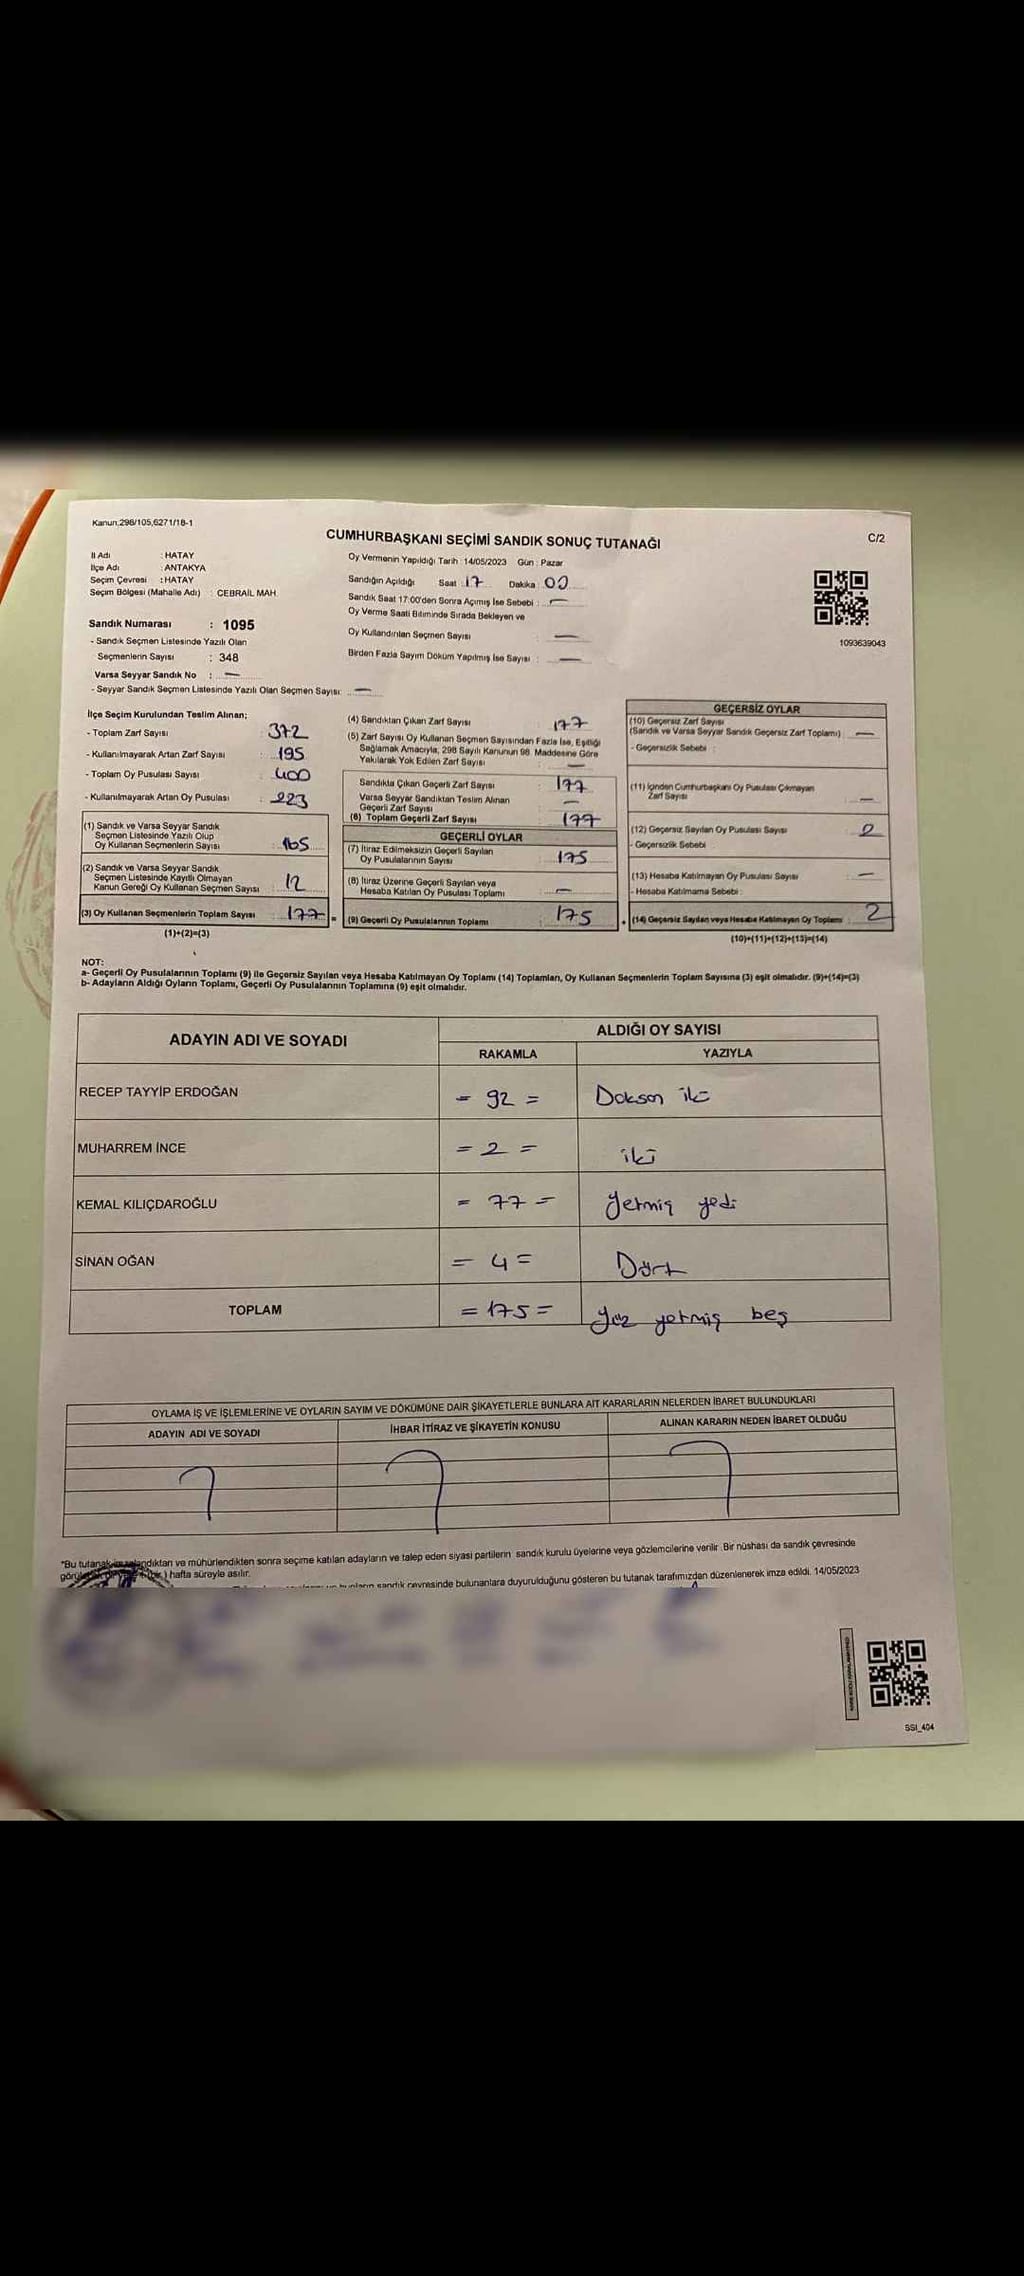 Kanun,298/105,6271/18-1
CUMHURBAŞKANI SEÇİMİ SANDIK SONUÇ TUTANAĞI
C/2
İl Adı : HATAY
İlçe Adı : ANTAKYA
Seçim Çevresi : HATAY
Seçim Bölgesi (Mahalle Adı) : CEBRAİL MAH.
Oy Vermenin Yapıldığı Tarih : 14/05/2023 Gün : Pazar
Sandığın Açıldığı Saat : 17 Dakika : 00
Sandık Saat 17:00'den Sonra Açımış İse Sebebi : —
Oy Verme Saati Bitiminde Sırada Bekleyen ve
Oy Kullandırılan Seçmen Sayısı : —
Birden Fazla Sayım Döküm Yapılmış İse Sayısı : —
1093639043
Sandık Numarası : 1095
- Sandık Seçmen Listesinde Yazılı Olan
Seçmenlerin Sayısı : 348
Varsa Seyyar Sandık No : —
- Seyyar Sandık Seçmen Listesinde Yazılı Olan Seçmen Sayısı: —
İlçe Seçim Kurulundan Teslim Alınan;
- Toplam Zarf Sayısı : 372
- Kullanılmayarak Artan Zarf Sayısı : 195
- Toplam Oy Pusulası Sayısı : 400
- Kullanılmayarak Artan Oy Pusulası : 223
(1) Sandık ve Varsa Seyyar Sandık
Seçmen Listesinde Yazılı Olup
Oy Kullanan Seçmenlerin Sayısı : 165
(2) Sandık ve Varsa Seyyar Sandık
Seçmen Listesinde Kayıtlı Olmayan
Kanun Gereği Oy Kullanan Seçmen Sayısı : 12
(3) Oy Kullanan Seçmenlerin Toplam Sayısı : 177
(1)+(2)=(3)
(4) Sandıktan Çıkan Zarf Sayısı : 177
(5) Zarf Sayısı Oy Kullanan Seçmen Sayısından Fazla İse, Eşitliği
Sağlamak Amacıyla, 298 Sayılı Kanunun 98. Maddesine Göre
Yakılarak Yok Edilen Zarf Sayısı : —
Sandıkta Çıkan Geçerli Zarf Sayısı : 177
Varsa Seyyar Sandıktan Teslim Alınan
Geçerli Zarf Sayısı : —
(6) Toplam Geçerli Zarf Sayısı : 177
GEÇERLİ OYLAR
(7) İtiraz Edilmeksizin Geçerli Sayılan
Oy Pusulalarının Sayısı : 175
(8) İtiraz Üzerine Geçerli Sayılan veya
Hesaba Katılan Oy Pusulası Toplamı : —
= (9) Geçerli Oy Pusulalarının Toplamı : 175
GEÇERSİZ OYLAR
(10) Geçersiz Zarf Sayısı
(Sandık ve Varsa Seyyar Sandık Geçersiz Zarf Toplamı) : —
- Geçersizlik Sebebi :
(11) İçinden Cumhurbaşkanı Oy Pusulası Çıkmayan
Zarf Sayısı : —
(12) Geçersiz Sayılan Oy Pusulası Sayısı : 2
- Geçersizlik Sebebi
(13) Hesaba Katılmayan Oy Pusulası Sayısı : —
- Hesaba Katılmama Sebebi :
+ (14) Geçersiz Sayılan veya Hesaba Katılmayan Oy Toplamı : 2
(10)+(11)+(12)+(13)=(14)
NOT:
a- Geçerli Oy Pusulalarının Toplamı (9) ile Geçersiz Sayılan veya Hesaba Katılmayan Oy Toplamı (14) Toplamları, Oy Kullanan Seçmenlerin Toplam Sayısına (3) eşit olmalıdır. (9)+(14)=(3)
b- Adayların Aldığı Oyların Toplamı, Geçerli Oy Pusulalarının Toplamına (9) eşit olmalıdır.
ADAYIN ADI VE SOYADI
ALDIĞI OY SAYISI
RAKAMLA YAZIYLA
RECEP TAYYİP ERDOĞAN = 92 = Doksan iki
MUHARREM İNCE = 2 = iki
KEMAL KILIÇDAROĞLU = 77 = Yetmiş yedi
SİNAN OĞAN = 4 = Dört
TOPLAM = 175 = Yüz yetmiş beş
OYLAMA İŞ VE İŞLEMLERİNE VE OYLARIN SAYIM VE DÖKÜMÜNE DAİR ŞİKAYETLERLE BUNLARA AİT KARARLARIN NELERDEN İBARET BULUNDUKLARI
ADAYIN ADI VE SOYADI İHBAR İTİRAZ VE ŞİKAYETİN KONUSU ALINAN KARARIN NEDEN İBARET OLDUĞU
*Bu tutanak imzalandıktan ve mühürlendikten sonra seçime katılan adayların ve talep eden siyasi partilerin sandık kurulu üyelerine veya gözlemcilerine verilir. Bir nüshası da sandık çevresinde
hafta süreyle asılır.
sandık çevresinde bulunanlara duyurulduğunu gösteren bu tutanak tarafımızdan düzenlenerek imza edildi. 14/05/2023
SSI_404